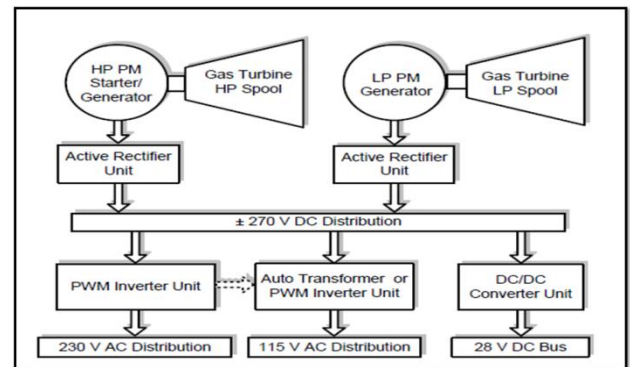 HP PM
Starter/
Generator
Gas Turbine
HP Spool
LP PM
Generator
Gas Turbine
LP Spool
Active Rectifier
Unit
Active Rectifier
Unit
± 270 V DC Distribution
PWM Inverter Unit
Auto Transformer or
PWM Inverter Unit
DC/DC
Converter Unit
230 V AC Distribution
115 V AC Distribution
28 V DC Bus